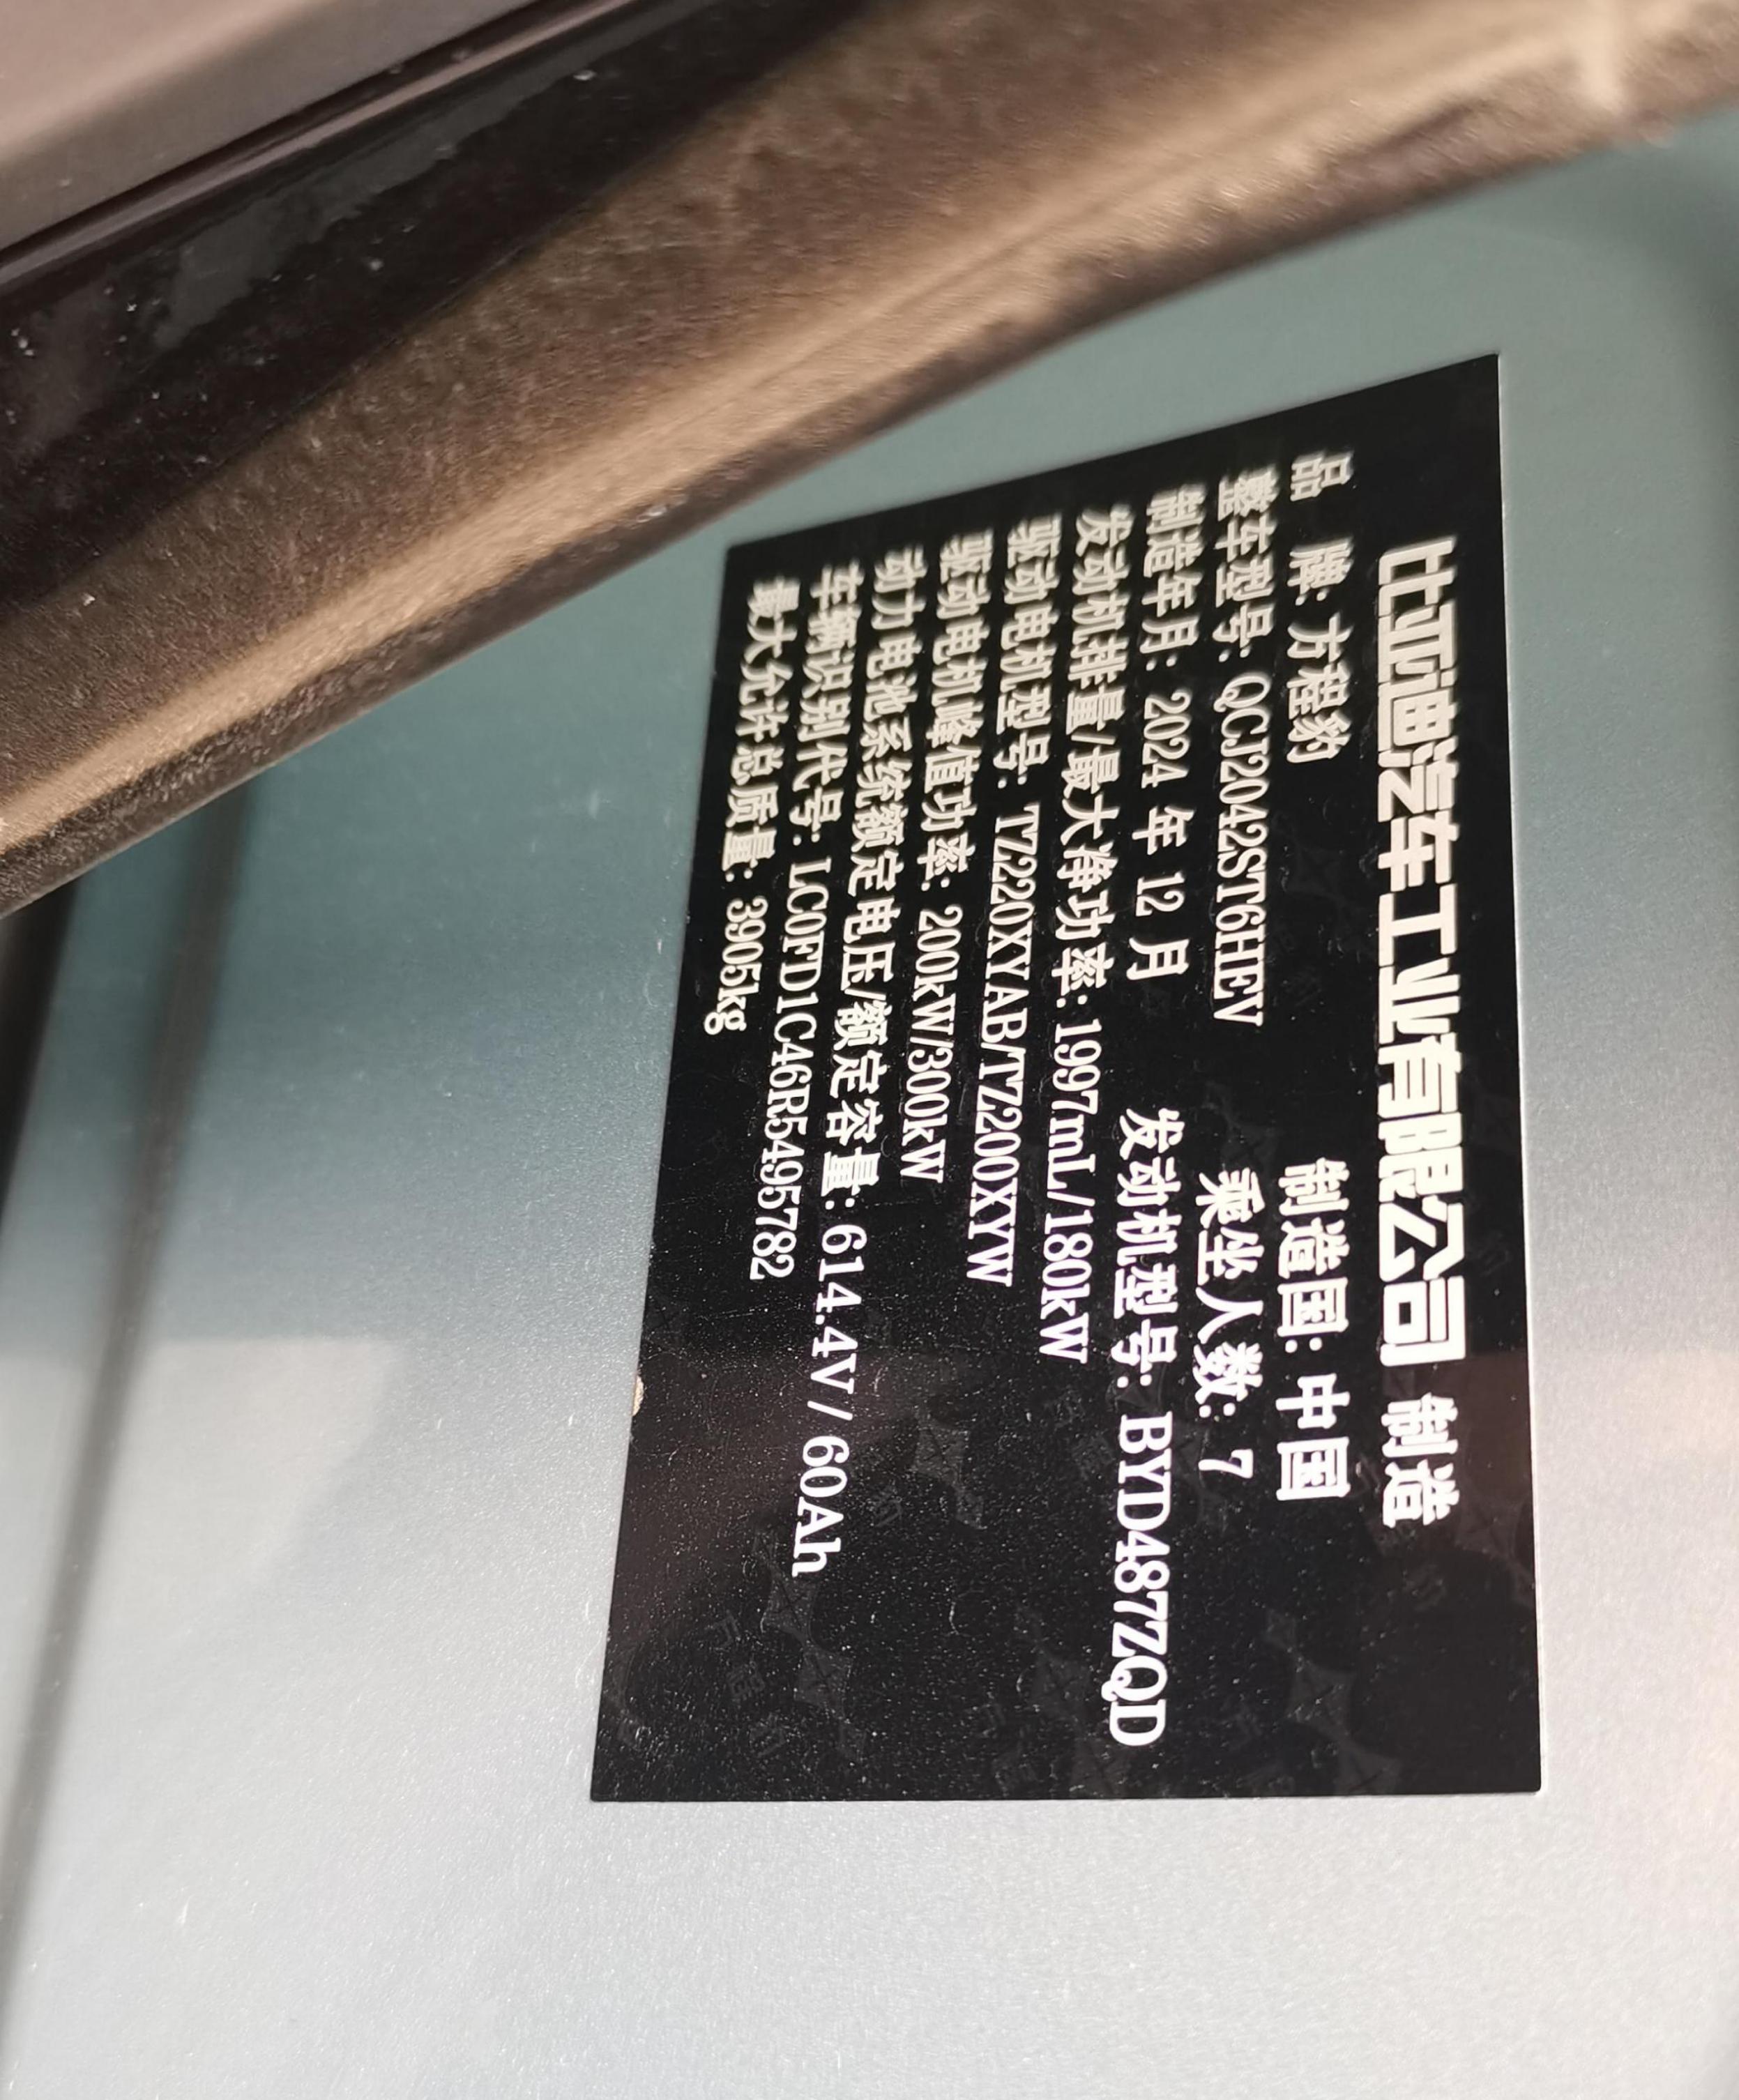 比亚迪汽车工业有限公司 制造
品 牌: 方程豹 制造国: 中国
整车型号: QCJ2042ST6HEV 乘坐人数: 7
制造年月: 2024 年 12 月 发动机型号: BYD487ZQD
发动机排量/最大净功率: 1997mL/180kW
驱动电机型号: TZ220XYAB/TZ200XYW
驱动电机峰值功率: 200kW/300kW
动力电池系统额定电压/额定容量: 614.4V/60Ah
车辆识别代号: LC0FD1C46R5495782
最大允许总质量: 3905kg